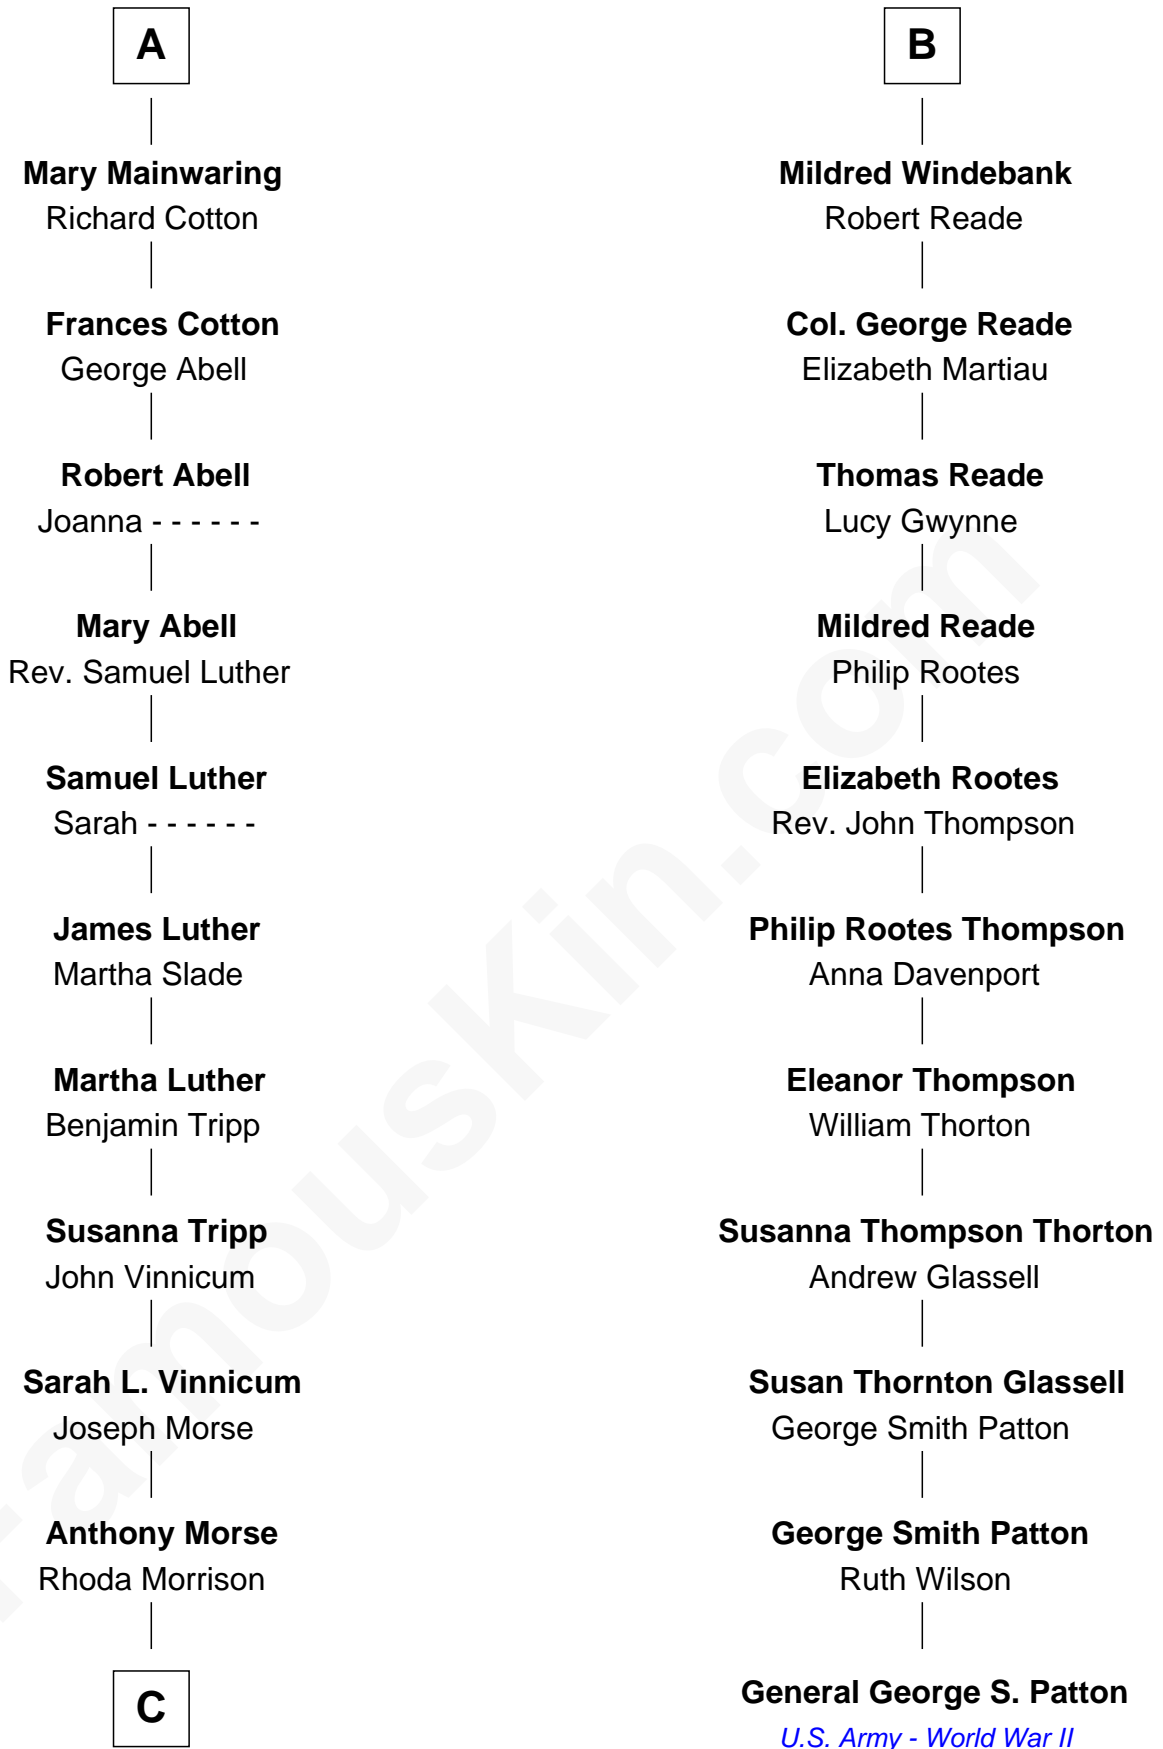 A
Mary Mainwaring
Richard Cotton
Frances Cotton
George Abell
Robert Abell
Joanna - - - - - -
Mary Abell
Rev. Samuel Luther
Samuel Luther
Sarah - - - - - -
James Luther
Martha Slade
Martha Luther
Benjamin Tripp
Susanna Tripp
John Vinnicum
Sarah L. Vinnicum
Joseph Morse
Anthony Morse
Rhoda Morrison
C
B
Mildred Windebank
Robert Reade
Col. George Reade
Elizabeth Martiau
Thomas Reade
Lucy Gwynne
Mildred Reade
Philip Rootes
Elizabeth Rootes
Rev. John Thompson
Philip Rootes Thompson
Anna Davenport
Eleanor Thompson
William Thorton
Susanna Thompson Thorton
Andrew Glassell
Susan Thornton Glassell
George Smith Patton
George Smith Patton
Ruth Wilson
General George S. Patton
U.S. Army - World War II
FamousKin.com